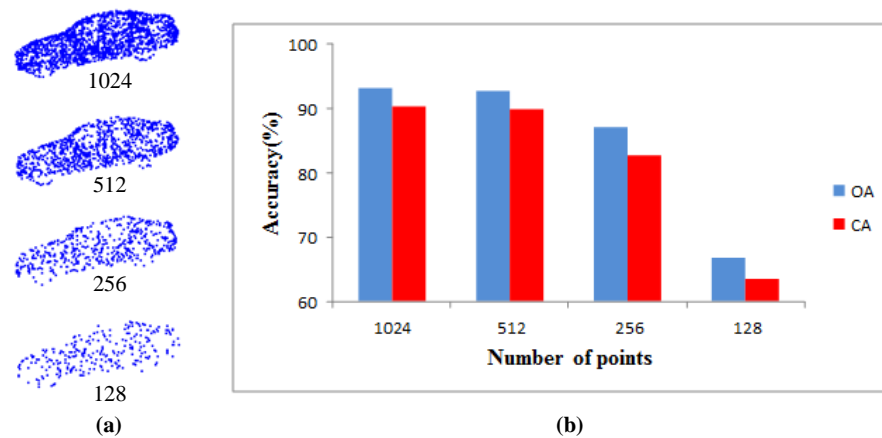 1024
512
256
128
(a)
100
90
80
70
60
Accuracy(%)
1024 512 256 128
Number of points
OA
CA
(b)